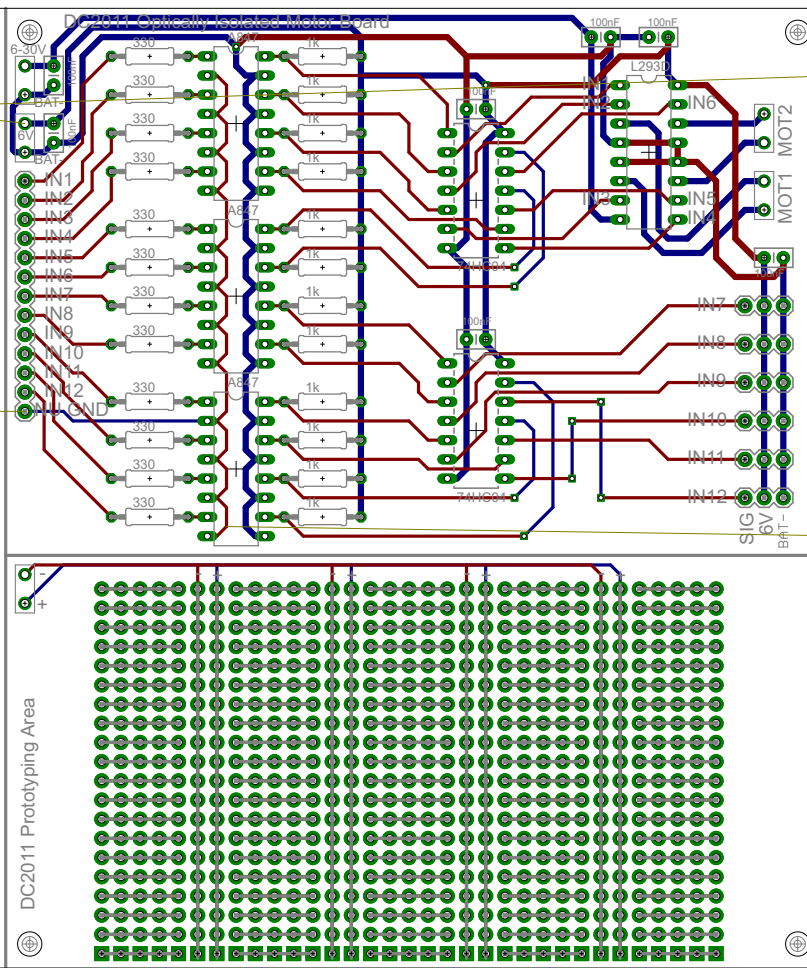 DC2011 Optically Isolated Motor Board
6-30V
100nF
BAT-
6V
100nF
BAT-
IN1
IN2
IN3
IN4
IN5
IN6
IN7
IN8
IN9
IN10
IN11
IN12
NU GND
330
330
330
330
330
330
330
330
330
330
330
330
A847
A847
A847
1k
1k
1k
1k
1k
1k
1k
1k
1k
1k
1k
1k
100nF
74HC04
100nF
74HC04
100nF
100nF
L293D
IN1
IN2
IN3
IN6
IN5
IN4
MOT2
MOT1
100nF
IN7
IN8
IN9
IN10
IN11
IN12
SIG
6V
BAT-
-
+
- +
- +
- +
- +
DC2011 Prototyping Area